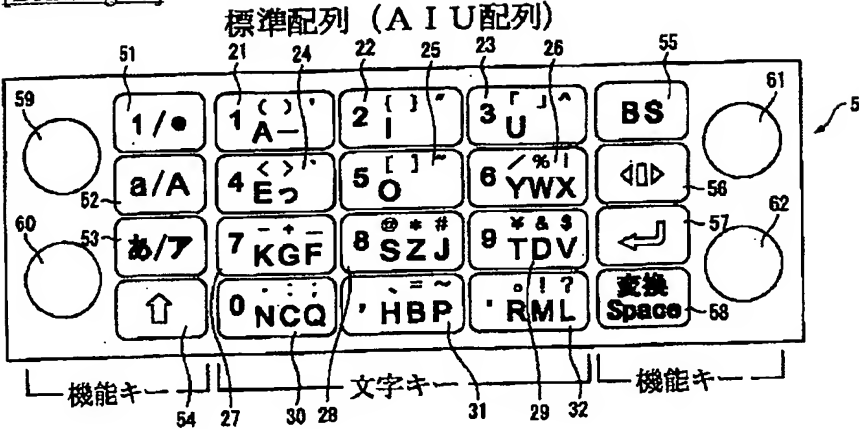 標準配列 (AIU配列)
51 21 24 22 25 23 26 55
59 61 5
1/● 1 ( ) ' A— 2 { } " I 3 「 」 ^ U BS
a/A 4 < > ` Eっ 5 [ ] ~ O 6 / % | YWX ◁▯▷
52 56
60 53 57 62
あ/ア 7 - + _ KGF 8 @ * # SZJ 9 ¥ & $ TDV
⇧ 0 NCQ , 、 = ~ HBP . 。 ! ? RML 変換 Space 58
機能キー 文字キー 機能キー
54 27 30 28 31 29 32